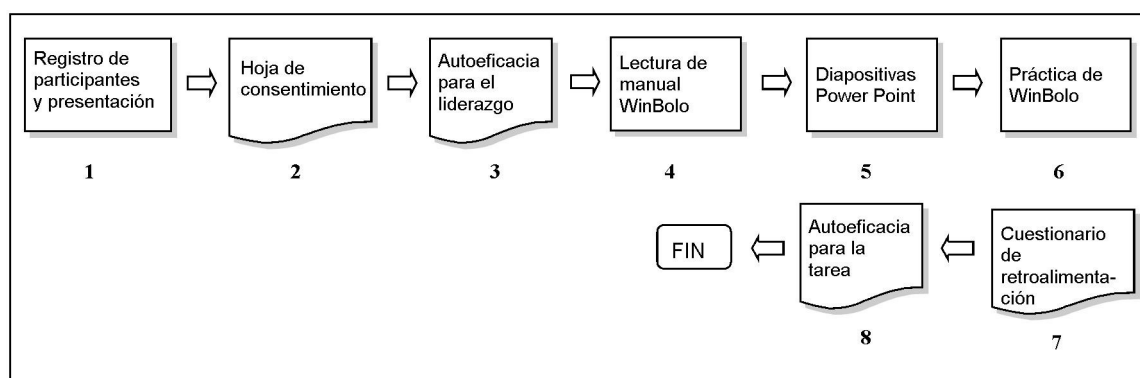 Registro de
participantes
y presentación
1
Hoja de
consentimiento
2
Autoeficacia
para el
liderazgo
3
Lectura de
manual
WinBolo
4
Diapositivas
Power Point
5
Práctica de
WinBolo
6
Cuestionario
de
retroalimenta-
ción
7
Autoeficacia
para la
tarea
8
FIN